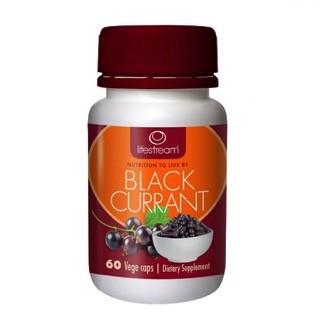 lifestream®
NUTRITION TO LIVE BY
BLACK
CURRANT
60 Vege caps | Dietary Supplement